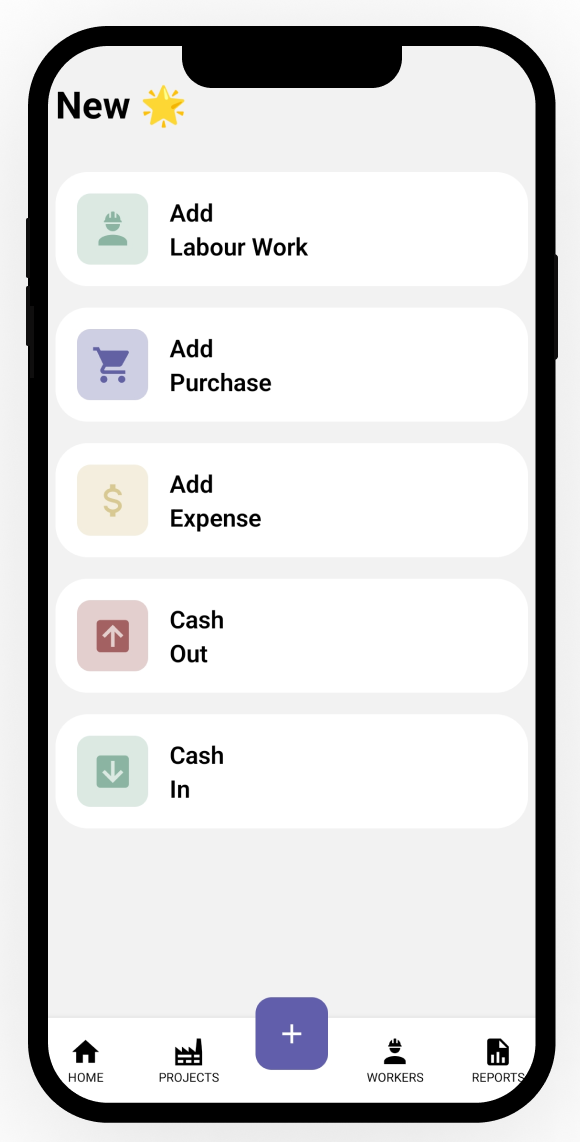 New 🌟
Add
Labour Work
Add
Purchase
$
Add
Expense
Cash
Out
Cash
In
+
HOME
PROJECTS
WORKERS
REPORTS